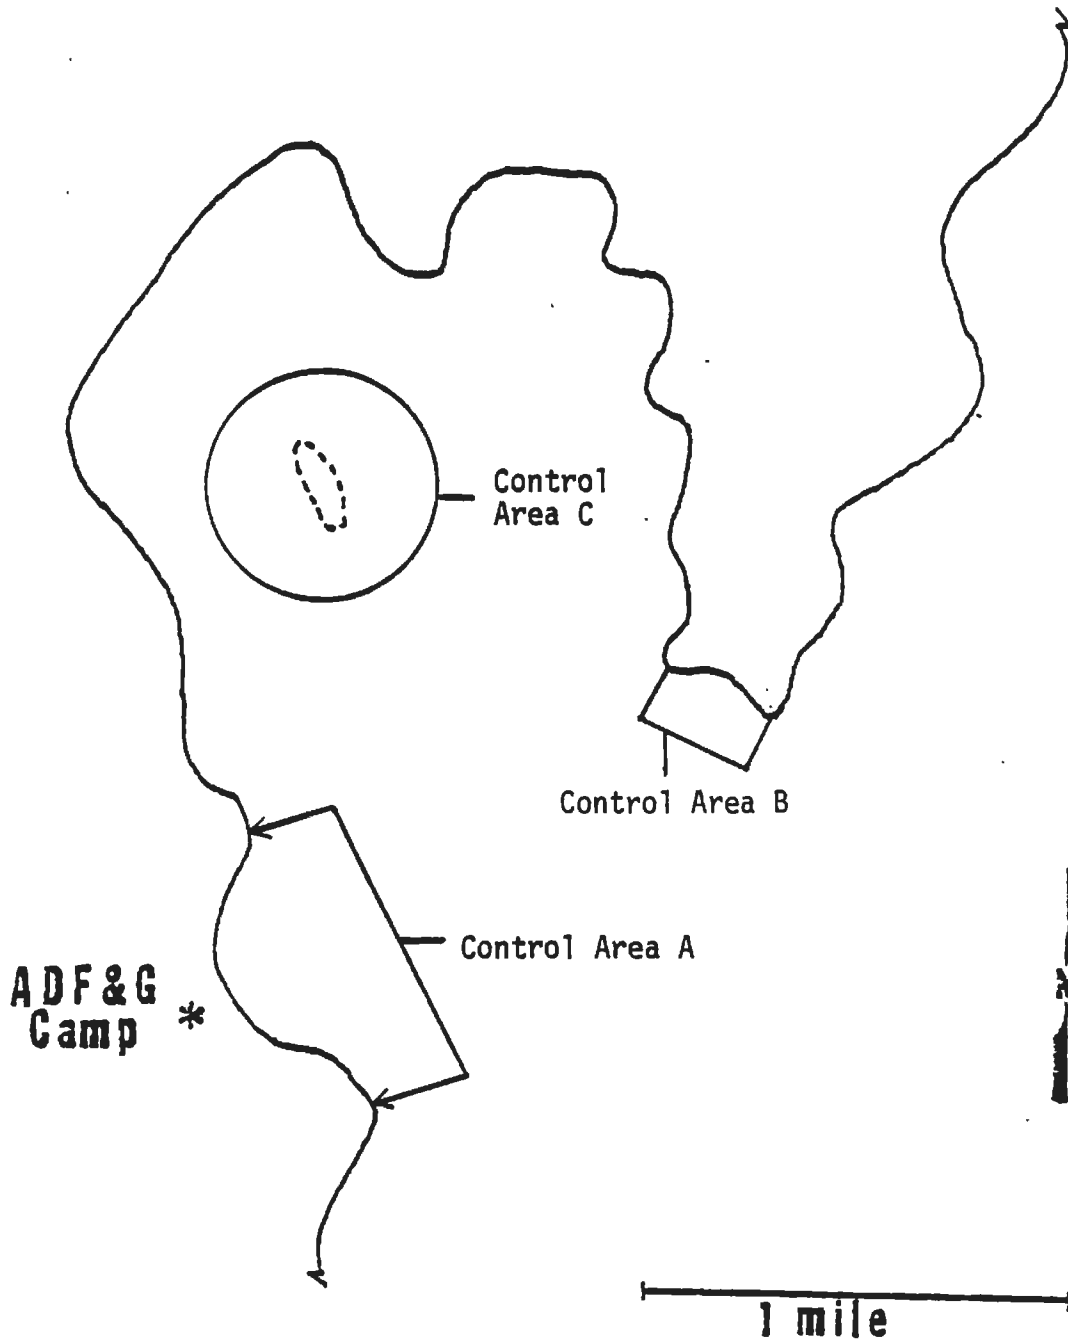 Control
Area C
Control Area B
Control Area A
ADF&G
Camp *
1 mile